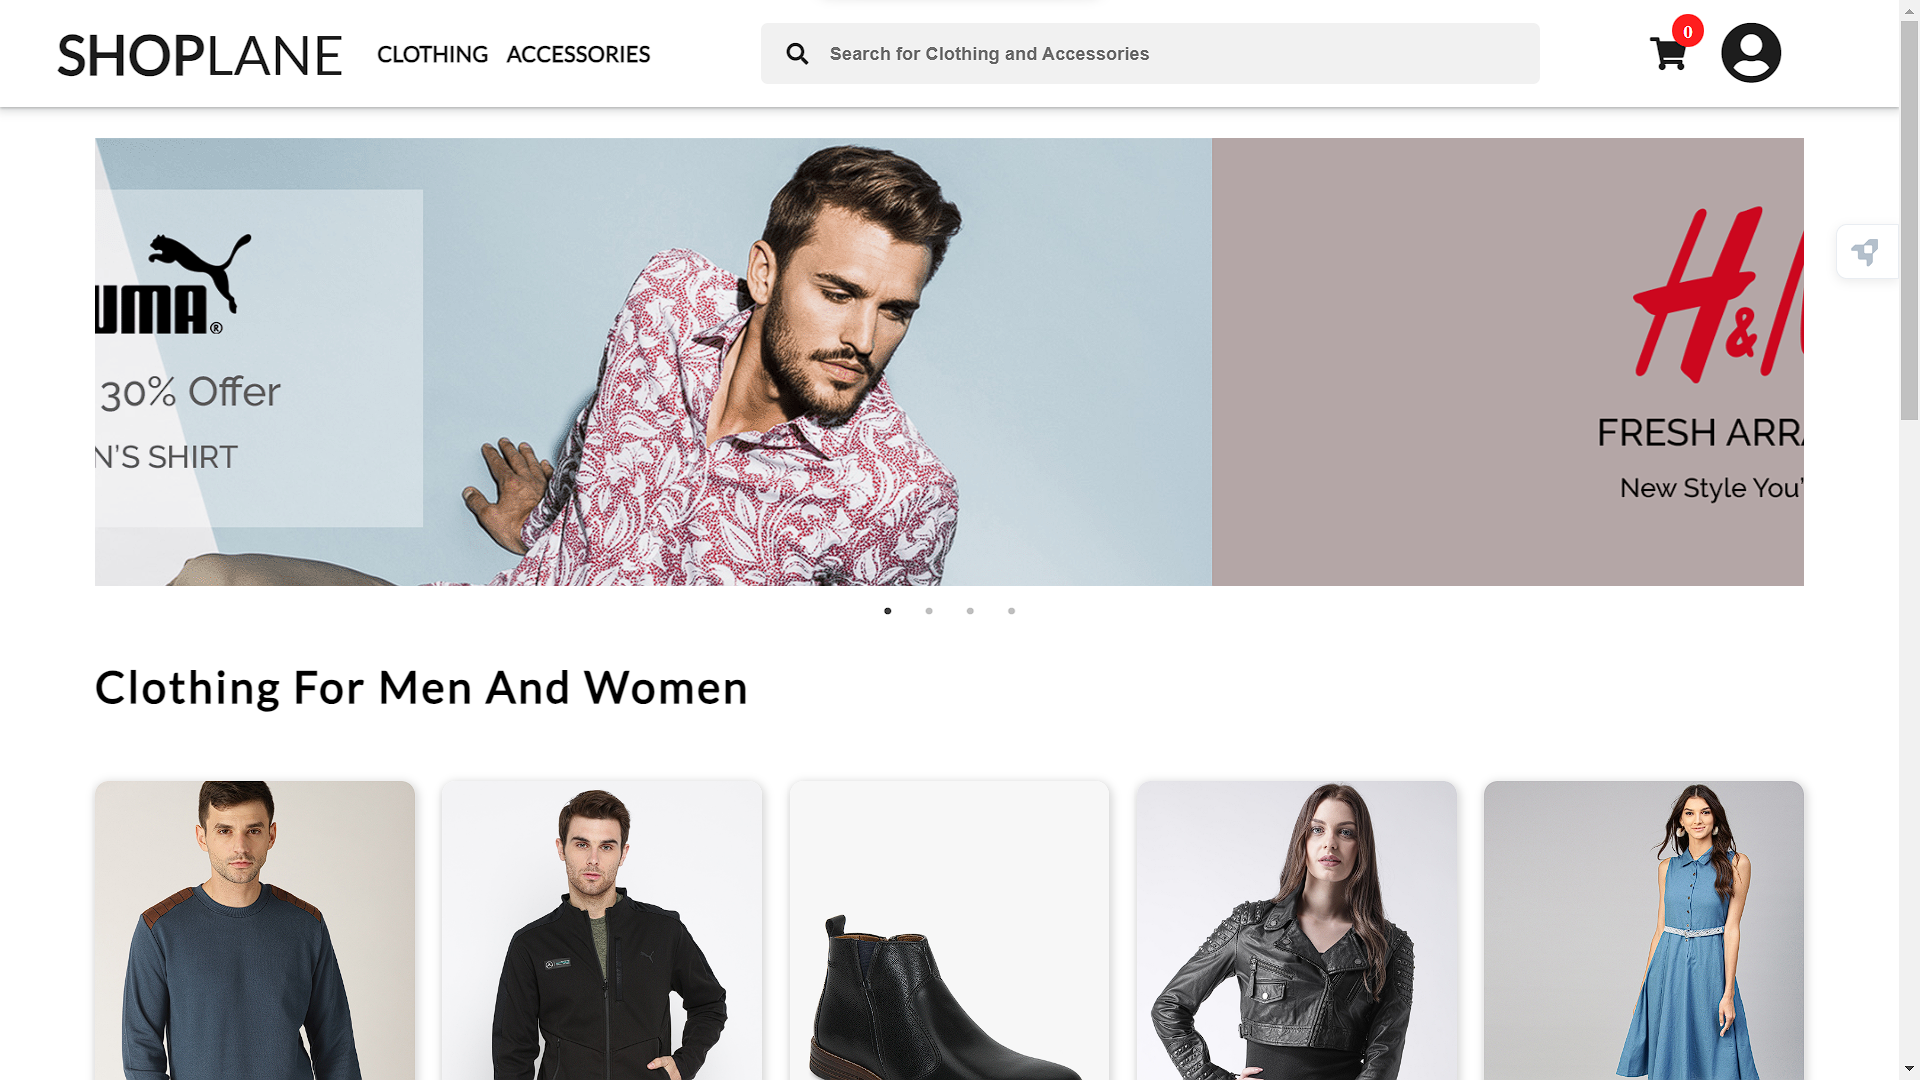 SHOPLANE
CLOTHING ACCESSORIES
Search for Clothing and Accessories
0
UMA®
30% Offer
N'S SHIRT
H&
FRESH ARR
New Style You'
Clothing For Men And Women